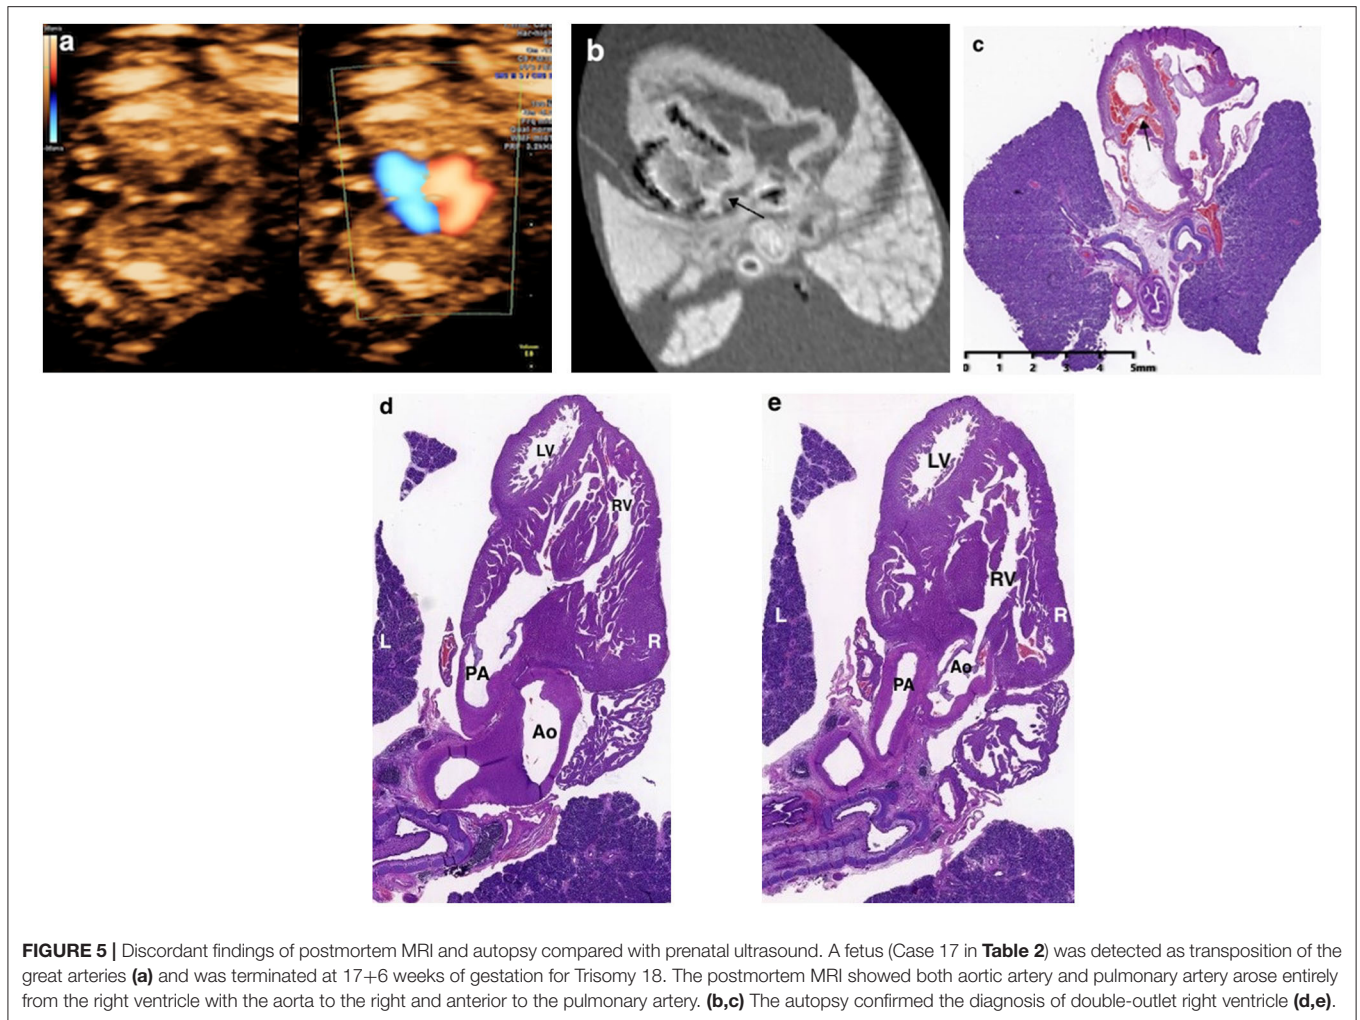 a
b
c
0 1 2 3 4 5mm
d
LV
RV
PA
L
R
Ao
e
LV
RV
L
R
PA
Ao
FIGURE 5 | Discordant findings of postmortem MRI and autopsy compared with prenatal ultrasound. A fetus (Case 17 in Table 2) was detected as transposition of the
great arteries (a) and was terminated at 17+6 weeks of gestation for Trisomy 18. The postmortem MRI showed both aortic artery and pulmonary artery arose entirely
from the right ventricle with the aorta to the right and anterior to the pulmonary artery. (b,c) The autopsy confirmed the diagnosis of double-outlet right ventricle (d,e).